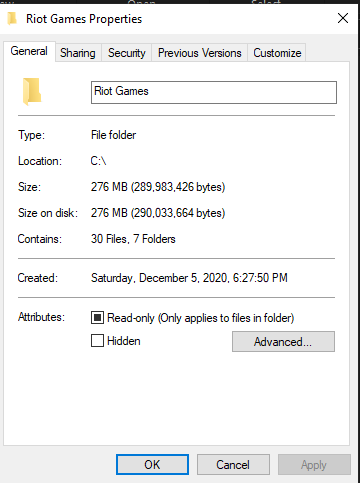 Riot Games Properties
General Sharing Security Previous Versions Customize
Riot Games
Type: File folder
Location: C:\
Size: 276 MB (289,983,426 bytes)
Size on disk: 276 MB (290,033,664 bytes)
Contains: 30 Files, 7 Folders
Created: Saturday, December 5, 2020, 6:27:50 PM
Attributes: Read-only (Only applies to files in folder)
Hidden Advanced...
OK Cancel Apply